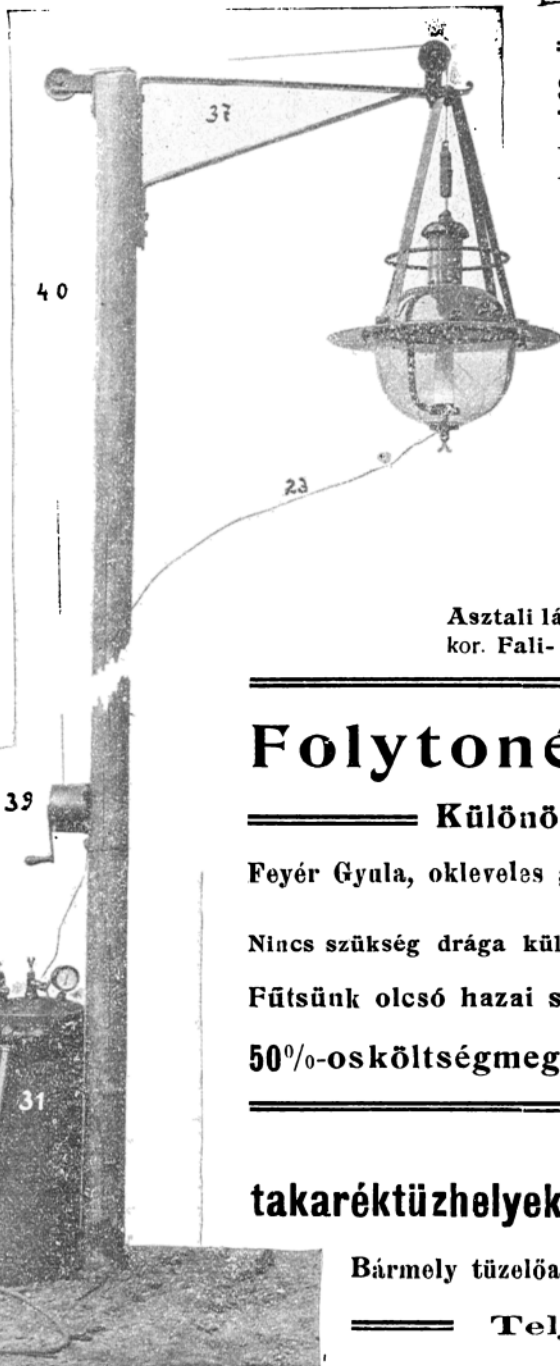 37
40
23
Asztali lá
kor. Fali-
Folytoné
39
Különö
Feyér Gyula, okleveles
Nincs szükség drága kül
Fűtsünk olcsó hazai s
50%-osköltségmeg
31
takaréktüzhelyek
Bármely tüzelőa
Tel